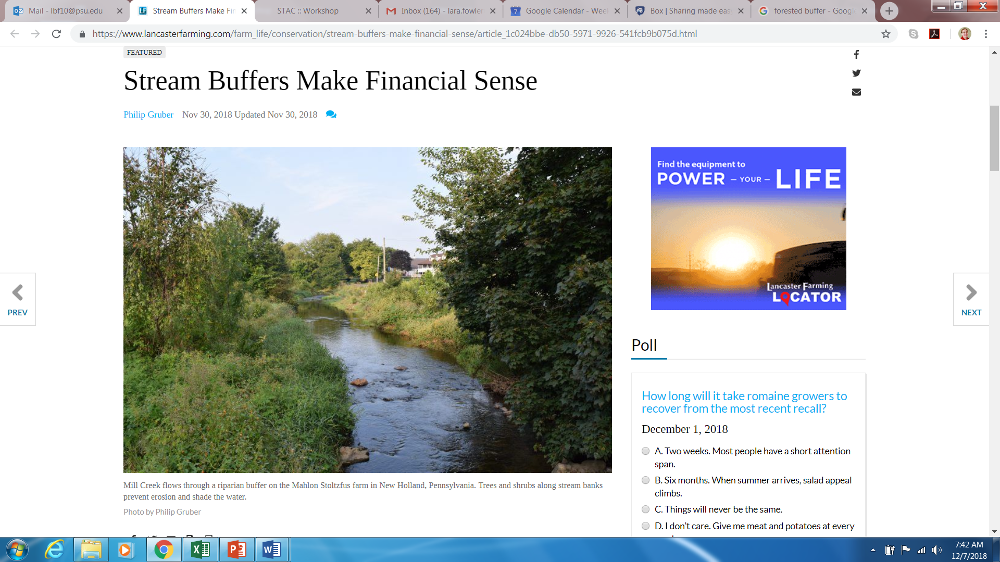 Mail - lbf10@psu.edu
Stream Buffers Make Fin
STAC :: Workshop
Inbox (164) - lara.fowler
Google Calendar - Week
Box | Sharing made easy
forested buffer - Google
https://www.lancasterfarming.com/farm_life/conservation/stream-buffers-make-financial-sense/article_1c024bbe-db50-5971-9926-541fcb9b075d.html
FEATURED
Stream Buffers Make Financial Sense
Philip Gruber Nov 30, 2018 Updated Nov 30, 2018
Find the equipment to
POWER — YOUR — LIFE
Lancaster Farming
LOCATOR
PREV
NEXT
Poll
How long will it take romaine growers to
recover from the most recent recall?
December 1, 2018
A. Two weeks. Most people have a short attention
span.
B. Six months. When summer arrives, salad appeal
climbs.
C. Things will never be the same.
D. I don’t care. Give me meat and potatoes at every
Mill Creek flows through a riparian buffer on the Mahlon Stoltzfus farm in New Holland, Pennsylvania. Trees and shrubs along stream banks
prevent erosion and shade the water.
Photo by Philip Gruber
7:42 AM
12/7/2018